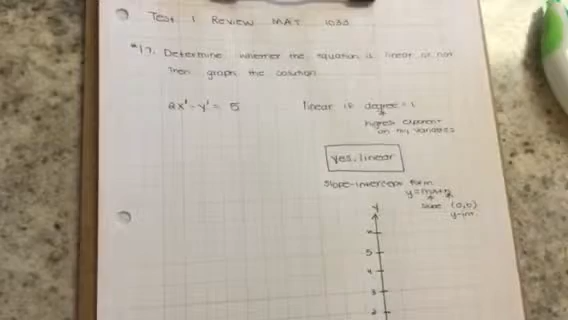 Test 1 Review MAT 1033
#17. Determine whether the equation is linear or not
then graph the solution
2x¹ - y¹ = 5
linear if degree = 1
highest exponent
on my variables
yes, linear
slope-intercept form
y = mx+b
slope (0,b)
y-int
y
5
4
3
2